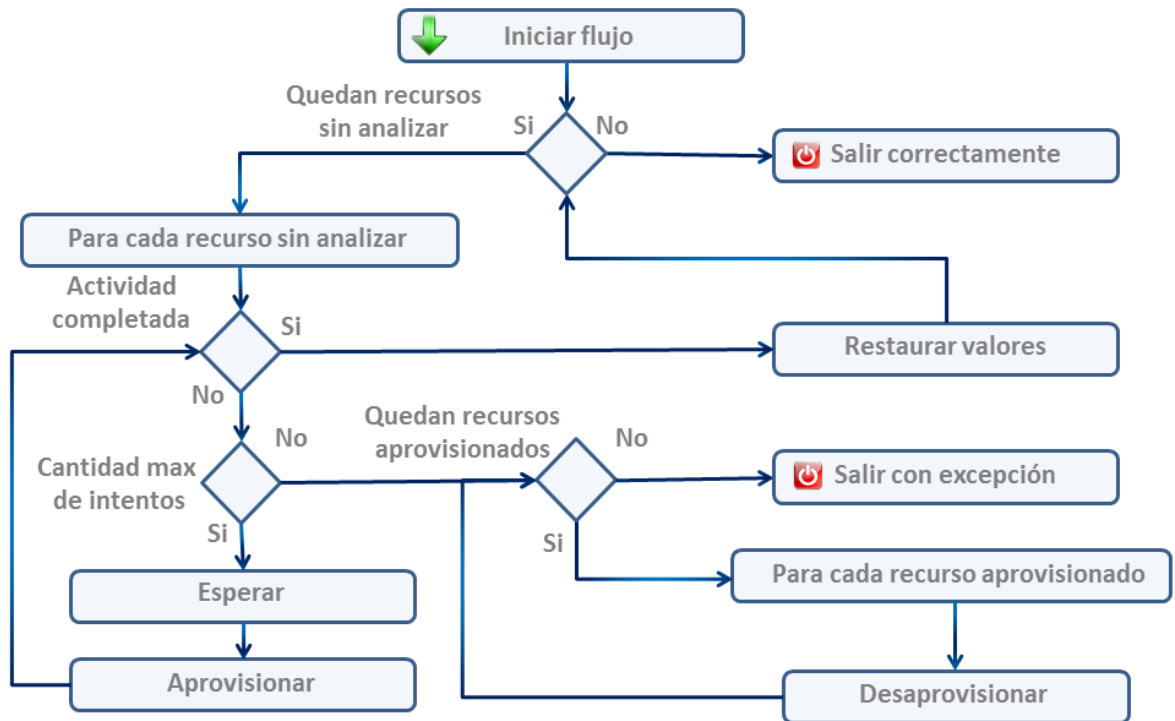 Iniciar flujo
Quedan recursos
sin analizar
Si
No
Salir correctamente
Para cada recurso sin analizar
Actividad
completada
Si
Restaurar valores
No
Quedan recursos
aprovisionados
No
No
Cantidad max
de intentos
Salir con excepción
Si
Si
Para cada recurso aprovisionado
Esperar
Aprovisionar
Desaprovisionar